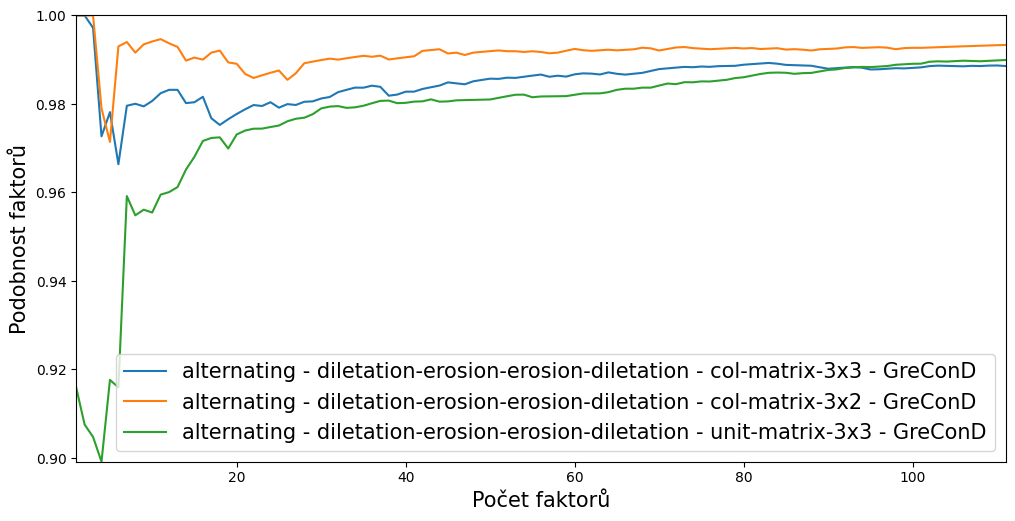 1.00
0.98
0.96
0.94
0.92
0.90
Podobnost faktorů
alternating - diletation-erosion-erosion-diletation - col-matrix-3x3 - GreConD
alternating - diletation-erosion-erosion-diletation - col-matrix-3x2 - GreConD
alternating - diletation-erosion-erosion-diletation - unit-matrix-3x3 - GreConD
20 40 60 80 100
Počet faktorů